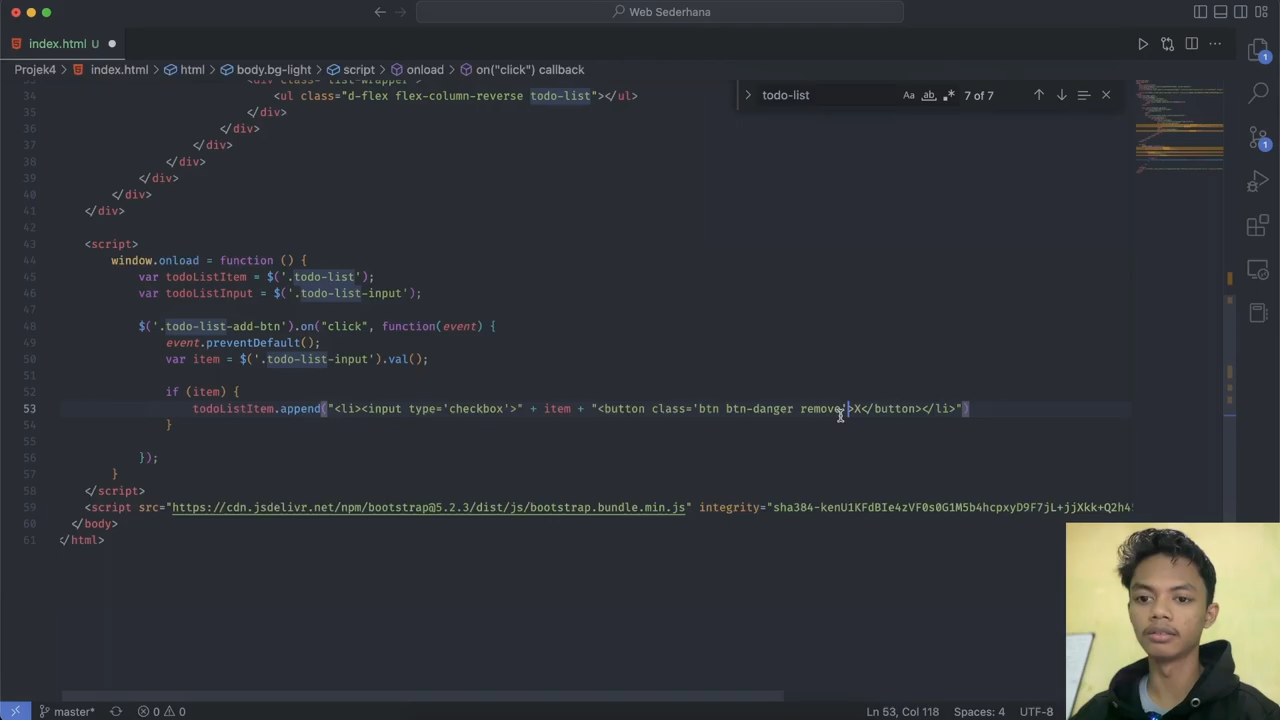 Web Sederhana
index.html U
Projek4 index.html html body.bg-light script onload on("click") callback
todo-list Aa ab .* 7 of 7
34 <ul class="d-flex flex-column-reverse todo-list"></ul>
35 </div>
36 </div>
37 </div>
38 </div>
39 </div>
40 </div>
41 </div>
42
43 <script>
44 window.onload = function () {
45 var todoListItem = $('.todo-list');
46 var todoListInput = $('.todo-list-input');
47
48 $('.todo-list-add-btn').on("click", function(event) {
49 event.preventDefault();
50 var item = $('.todo-list-input').val();
51
52 if (item) {
53 todoListItem.append("<li><input type='checkbox'>" + item + "<button class='btn btn-danger remove'>X</button></li>")
54 }
55
56 });
57 }
58 </script>
59 <script src="https://cdn.jsdelivr.net/npm/bootstrap@5.2.3/dist/js/bootstrap.bundle.min.js" integrity="sha384-kenU1KFdBIe4zVF0s0G1M5b4hcpxyD9F7jL+jjXkk+Q2h4
60 </body>
61 </html>
1
1
master* 0 0 Ln 53, Col 118 Spaces: 4 UTF-8